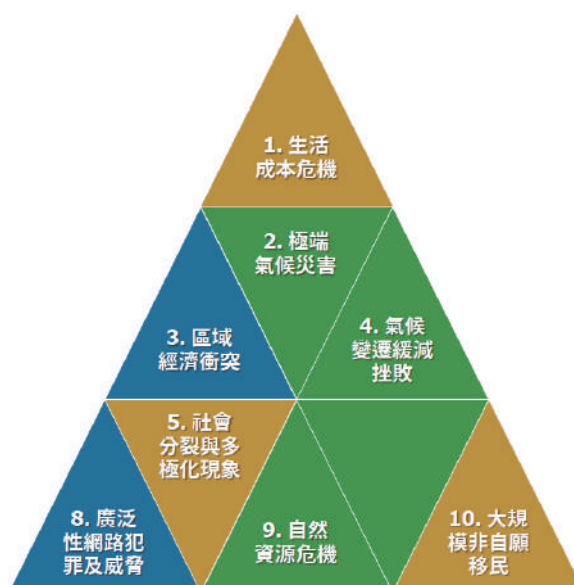 1. 生活
成本危機
2. 極端
氣候災害
3. 區域
經濟衝突
4. 氣候
變遷緩減
挫敗
5. 社會
分裂與多
極化現象
8. 廣泛
性網路犯
罪及威脅
9. 自然
資源危機
10. 大規
模非自願
移民